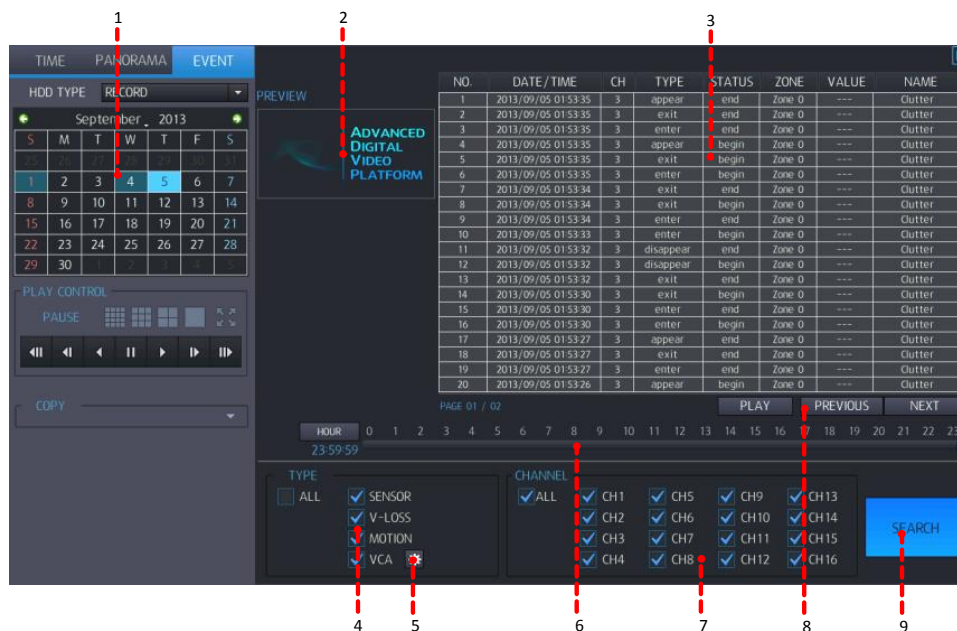 1 2 3
TIME PANORAMA EVENT
HDD TYPE RECORD
September 2013
S M T W T F S
25 26 27 28 29 30 31
1 2 3 4 5 6 7
8 9 10 11 12 13 14
15 16 17 18 19 20 21
22 23 24 25 26 27 28
29 30 1 2 3 4 5
PLAY CONTROL
PAUSE
COPY
PREVIEW
ADVANCED
DIGITAL
VIDEO
PLATFORM
NO. DATE/TIME CH TYPE STATUS ZONE VALUE NAME
1 2013/09/05 01:53:35 3 appear end Zone 0 --- Clutter
2 2013/09/05 01:53:35 3 exit end Zone 0 --- Clutter
3 2013/09/05 01:53:35 3 enter end Zone 0 --- Clutter
4 2013/09/05 01:53:35 3 appear begin Zone 0 --- Clutter
5 2013/09/05 01:53:35 3 exit begin Zone 0 --- Clutter
6 2013/09/05 01:53:35 3 enter begin Zone 0 --- Clutter
7 2013/09/05 01:53:34 3 exit end Zone 0 --- Clutter
8 2013/09/05 01:53:34 3 exit begin Zone 0 --- Clutter
9 2013/09/05 01:53:34 3 enter end Zone 0 --- Clutter
10 2013/09/05 01:53:33 3 enter begin Zone 0 --- Clutter
11 2013/09/05 01:53:32 3 disappear end Zone 0 --- Clutter
12 2013/09/05 01:53:32 3 disappear begin Zone 0 --- Clutter
13 2013/09/05 01:53:32 3 exit end Zone 0 --- Clutter
14 2013/09/05 01:53:30 3 exit begin Zone 0 --- Clutter
15 2013/09/05 01:53:30 3 enter end Zone 0 --- Clutter
16 2013/09/05 01:53:30 3 enter begin Zone 0 --- Clutter
17 2013/09/05 01:53:27 3 appear end Zone 0 --- Clutter
18 2013/09/05 01:53:27 3 exit end Zone 0 --- Clutter
19 2013/09/05 01:53:27 3 enter end Zone 0 --- Clutter
20 2013/09/05 01:53:26 3 appear begin Zone 0 --- Clutter
PAGE 01 / 02 PLAY PREVIOUS NEXT
HOUR 0 1 2 3 4 5 6 7 8 9 10 11 12 13 14 15 16 17 18 19 20 21 22 23
23:59:59
TYPE
ALL SENSOR
V-LOSS
MOTION
VCA
CHANNEL
ALL CH1 CH5 CH9 CH13
CH2 CH6 CH10 CH14
CH3 CH7 CH11 CH15
CH4 CH8 CH12 CH16
SEARCH
4 5 6 7 8 9